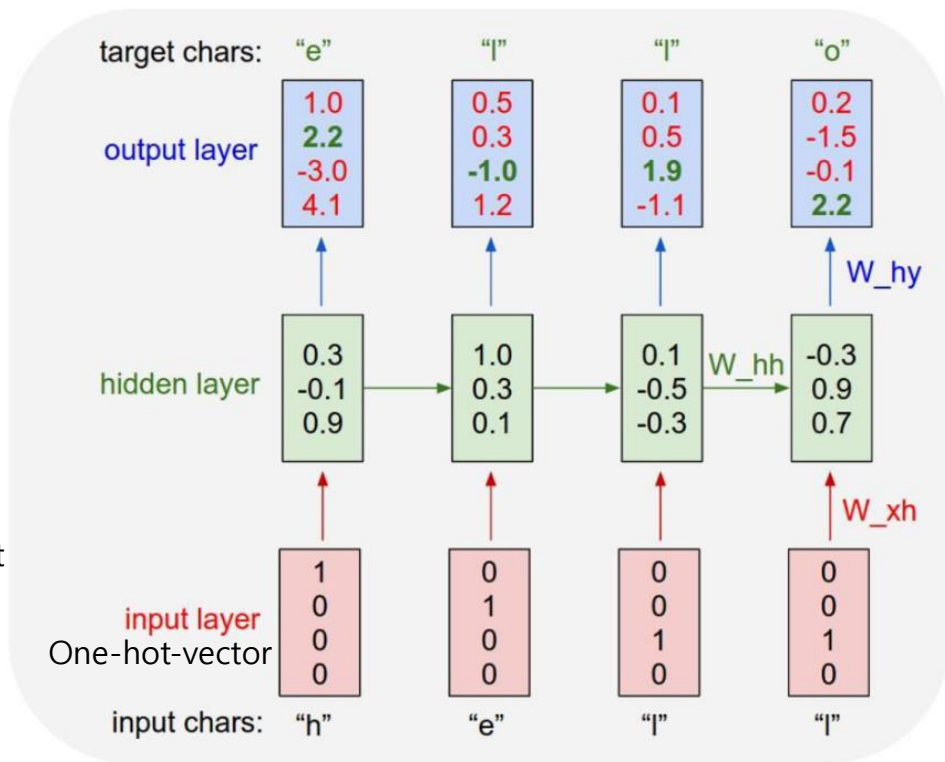 target chars: “e” “l” “l” “o”
output layer
1.0 0.5 0.1 0.2
2.2 0.3 0.5 -1.5
-3.0 -1.0 1.9 -0.1
4.1 1.2 -1.1 2.2
W_hy
hidden layer
0.3 1.0 0.1 -0.3
-0.1 0.3 -0.5 0.9
0.9 0.1 -0.3 0.7
W_hh
W_xh
t
input layer
One-hot-vector
1 0 0 0
0 1 0 0
0 0 1 1
0 0 0 0
input chars: “h” “e” “l” “l”